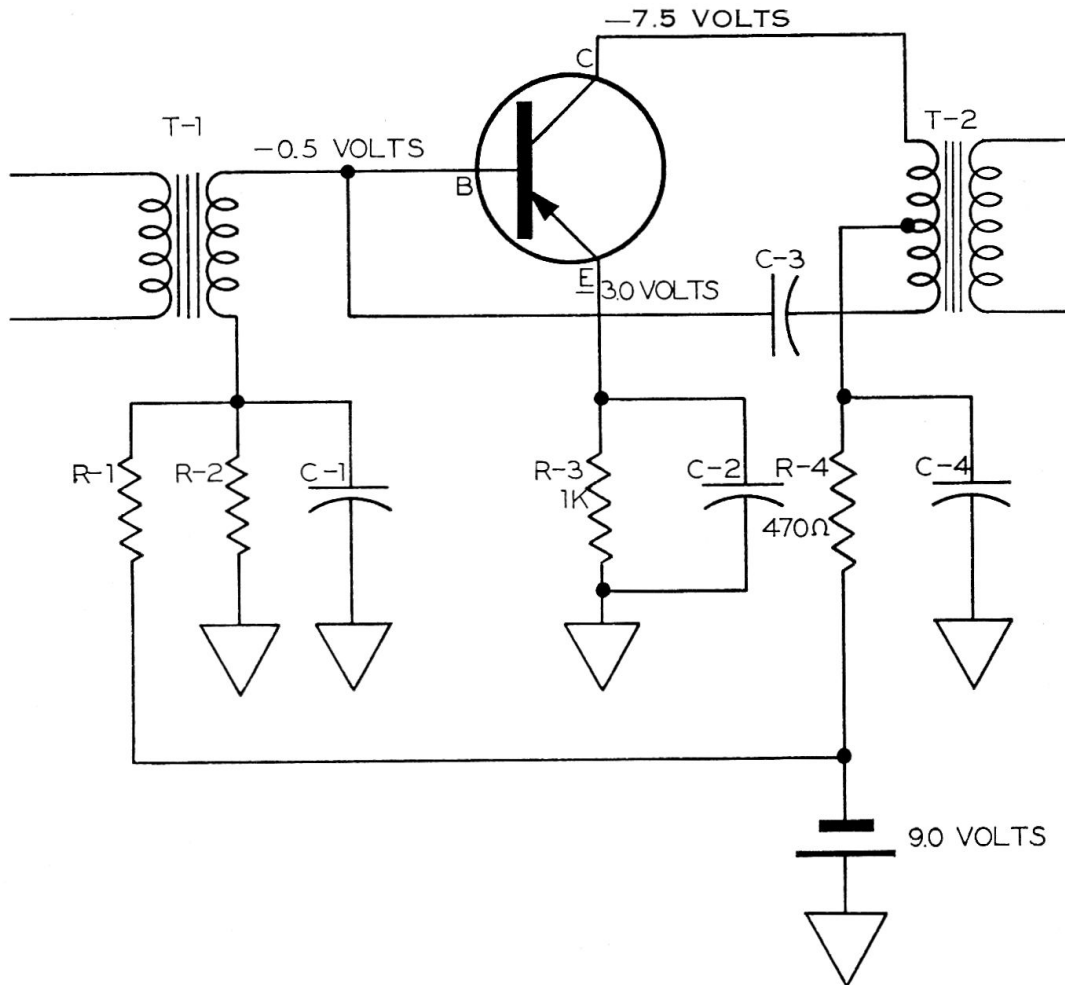 —7.5 VOLTS
C
T-1
T-2
—0.5 VOLTS
B
C-3
E
3.0 VOLTS
R-1
R-2
C-1
R-3
1K
C-2
R-4
470Ω
C-4
9.0 VOLTS